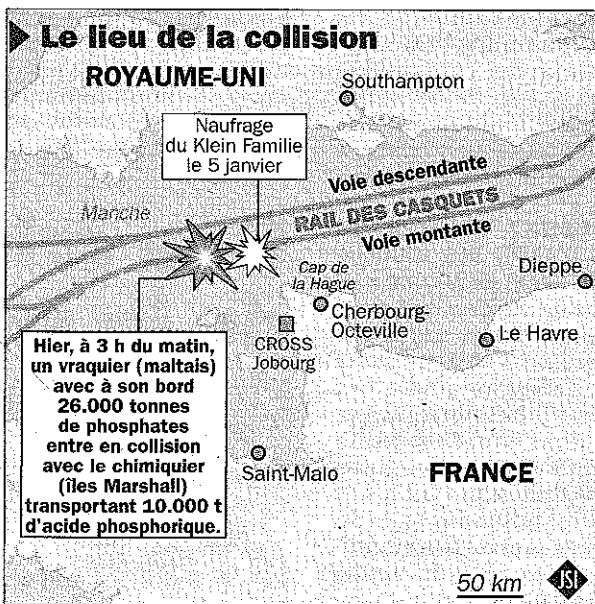 Le lieu de la collision
ROYAUME-UNI
Southampton
Naufrage
du Klein Familie
le 5 janvier
Voie descendante
Manche
RAIL DES CASQUETS
Voie montante
Cap de
la Hague
Dieppe
Cherbourg-
Octeville
Le Havre
CROSS
Jobourg
Hier, à 3 h du matin,
un vraquier (maltais)
avec à son bord
26.000 tonnes
de phosphates
entre en collision
avec le chimiquier
(îles Marshall)
transportant 10.000 t
d'acide phosphorique.
Saint-Malo
FRANCE
50 km
JSI